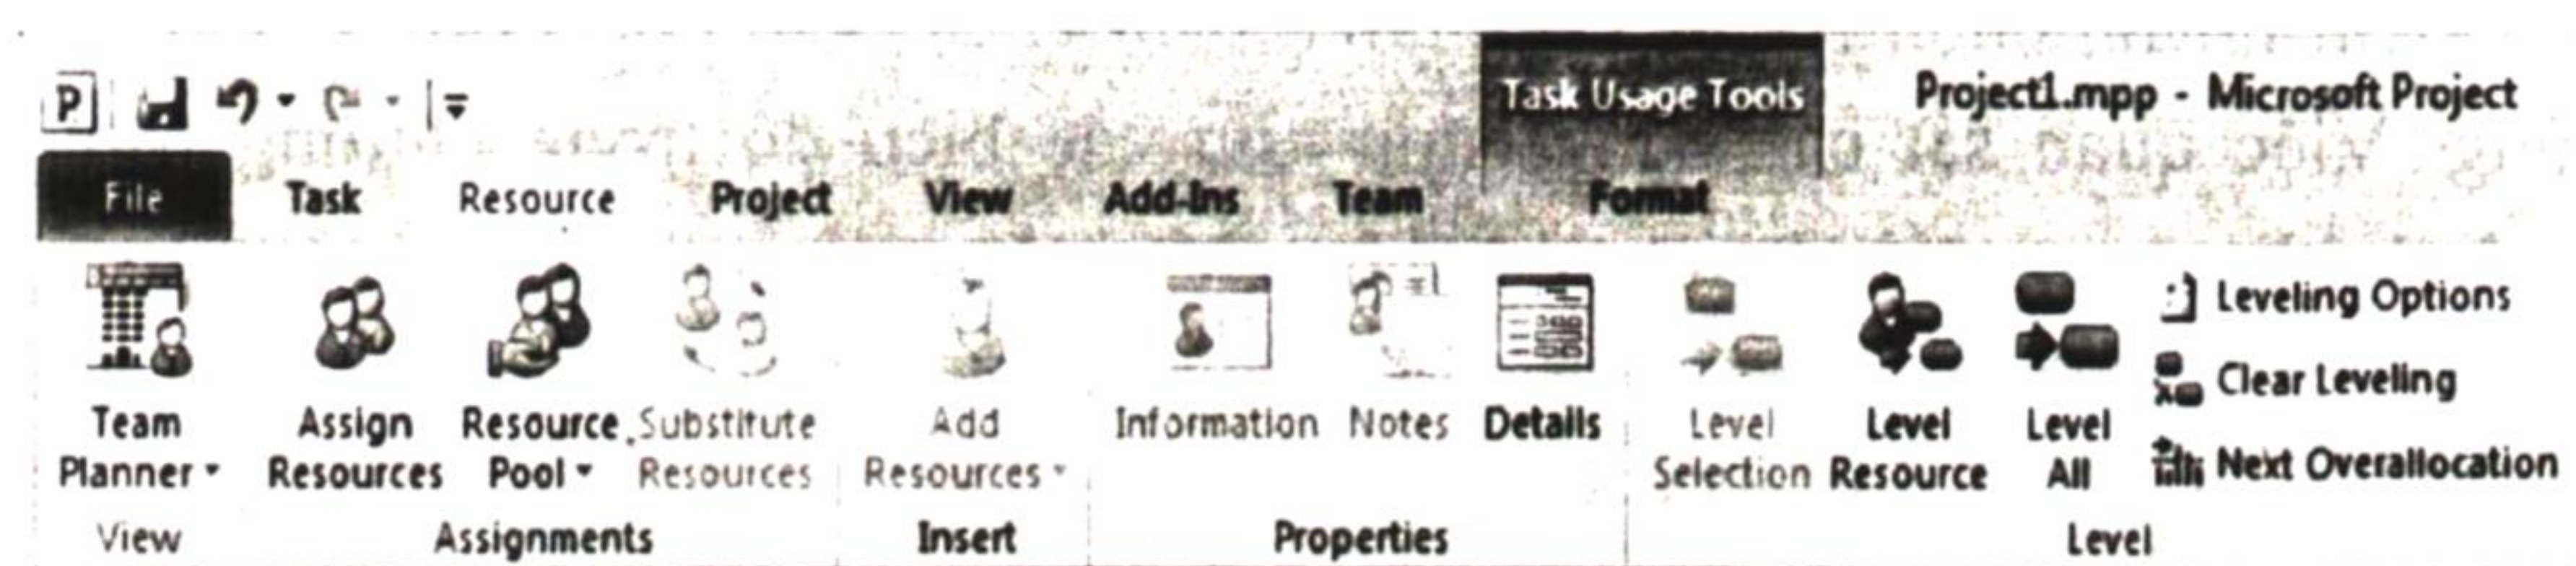 P
Task Usage Tools
Project1.mpp - Microsoft Project
File Task Resource Project View Add-Ins Team Format
Team Planner
Assign Resources
Resource Pool
Substitute Resources
Add Resources
Information
Notes
Details
Level Selection
Level Resource
Level All
Leveling Options
Clear Leveling
Next Overallocation
View Assignments Insert Properties Level